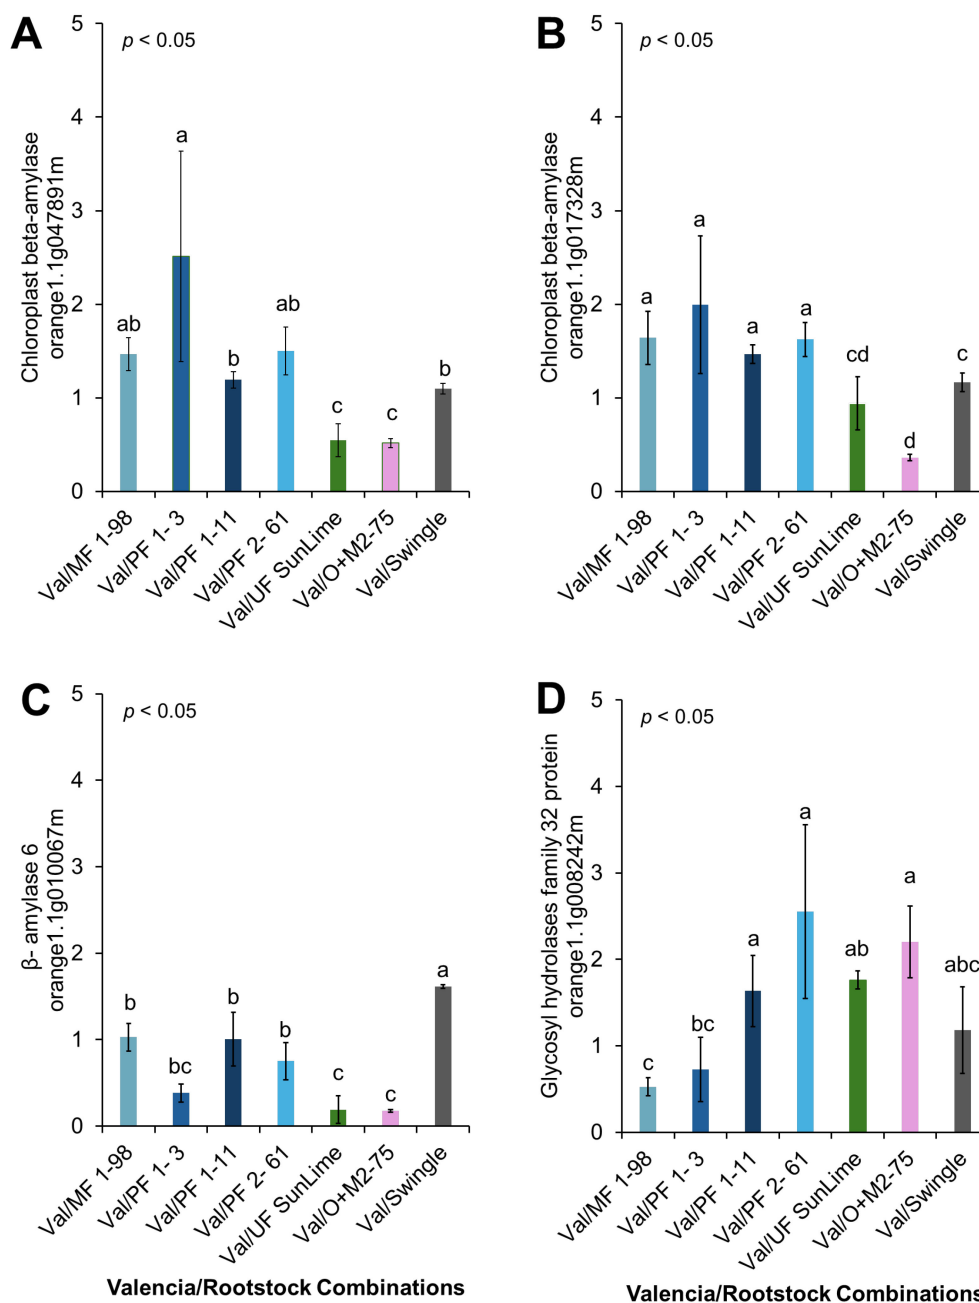 A
p < 0.05
Chloroplast beta-amylase
orange1.1g047891m
5
4
3
2
1
0
ab
a
b
ab
c
c
b
Val/MF 1-98
Val/PF 1- 3
Val/PF 1-11
Val/PF 2- 61
Val/UF SunLime
Val/O+M2-75
Val/Swingle
B
p < 0.05
Chloroplast beta-amylase
orange1.1g017328m
5
4
3
2
1
0
a
a
a
a
cd
d
c
Val/MF 1-98
Val/PF 1- 3
Val/PF 1-11
Val/PF 2- 61
Val/UF SunLime
Val/O+M2-75
Val/Swingle
C
p < 0.05
β- amylase 6
orange1.1g010067m
5
4
3
2
1
0
b
bc
b
b
c
c
a
Val/MF 1-98
Val/PF 1- 3
Val/PF 1-11
Val/PF 2- 61
Val/UF SunLime
Val/O+M2-75
Val/Swingle
Valencia/Rootstock Combinations
D
p < 0.05
Glycosyl hydrolases family 32 protein
orange1.1g008242m
5
4
3
2
1
0
c
bc
a
a
ab
a
abc
Val/MF 1-98
Val/PF 1- 3
Val/PF 1-11
Val/PF 2-61
Val/UF SunLime
Val/O+M2-75
Val/Swingle
Valencia/Rootstock Combinations